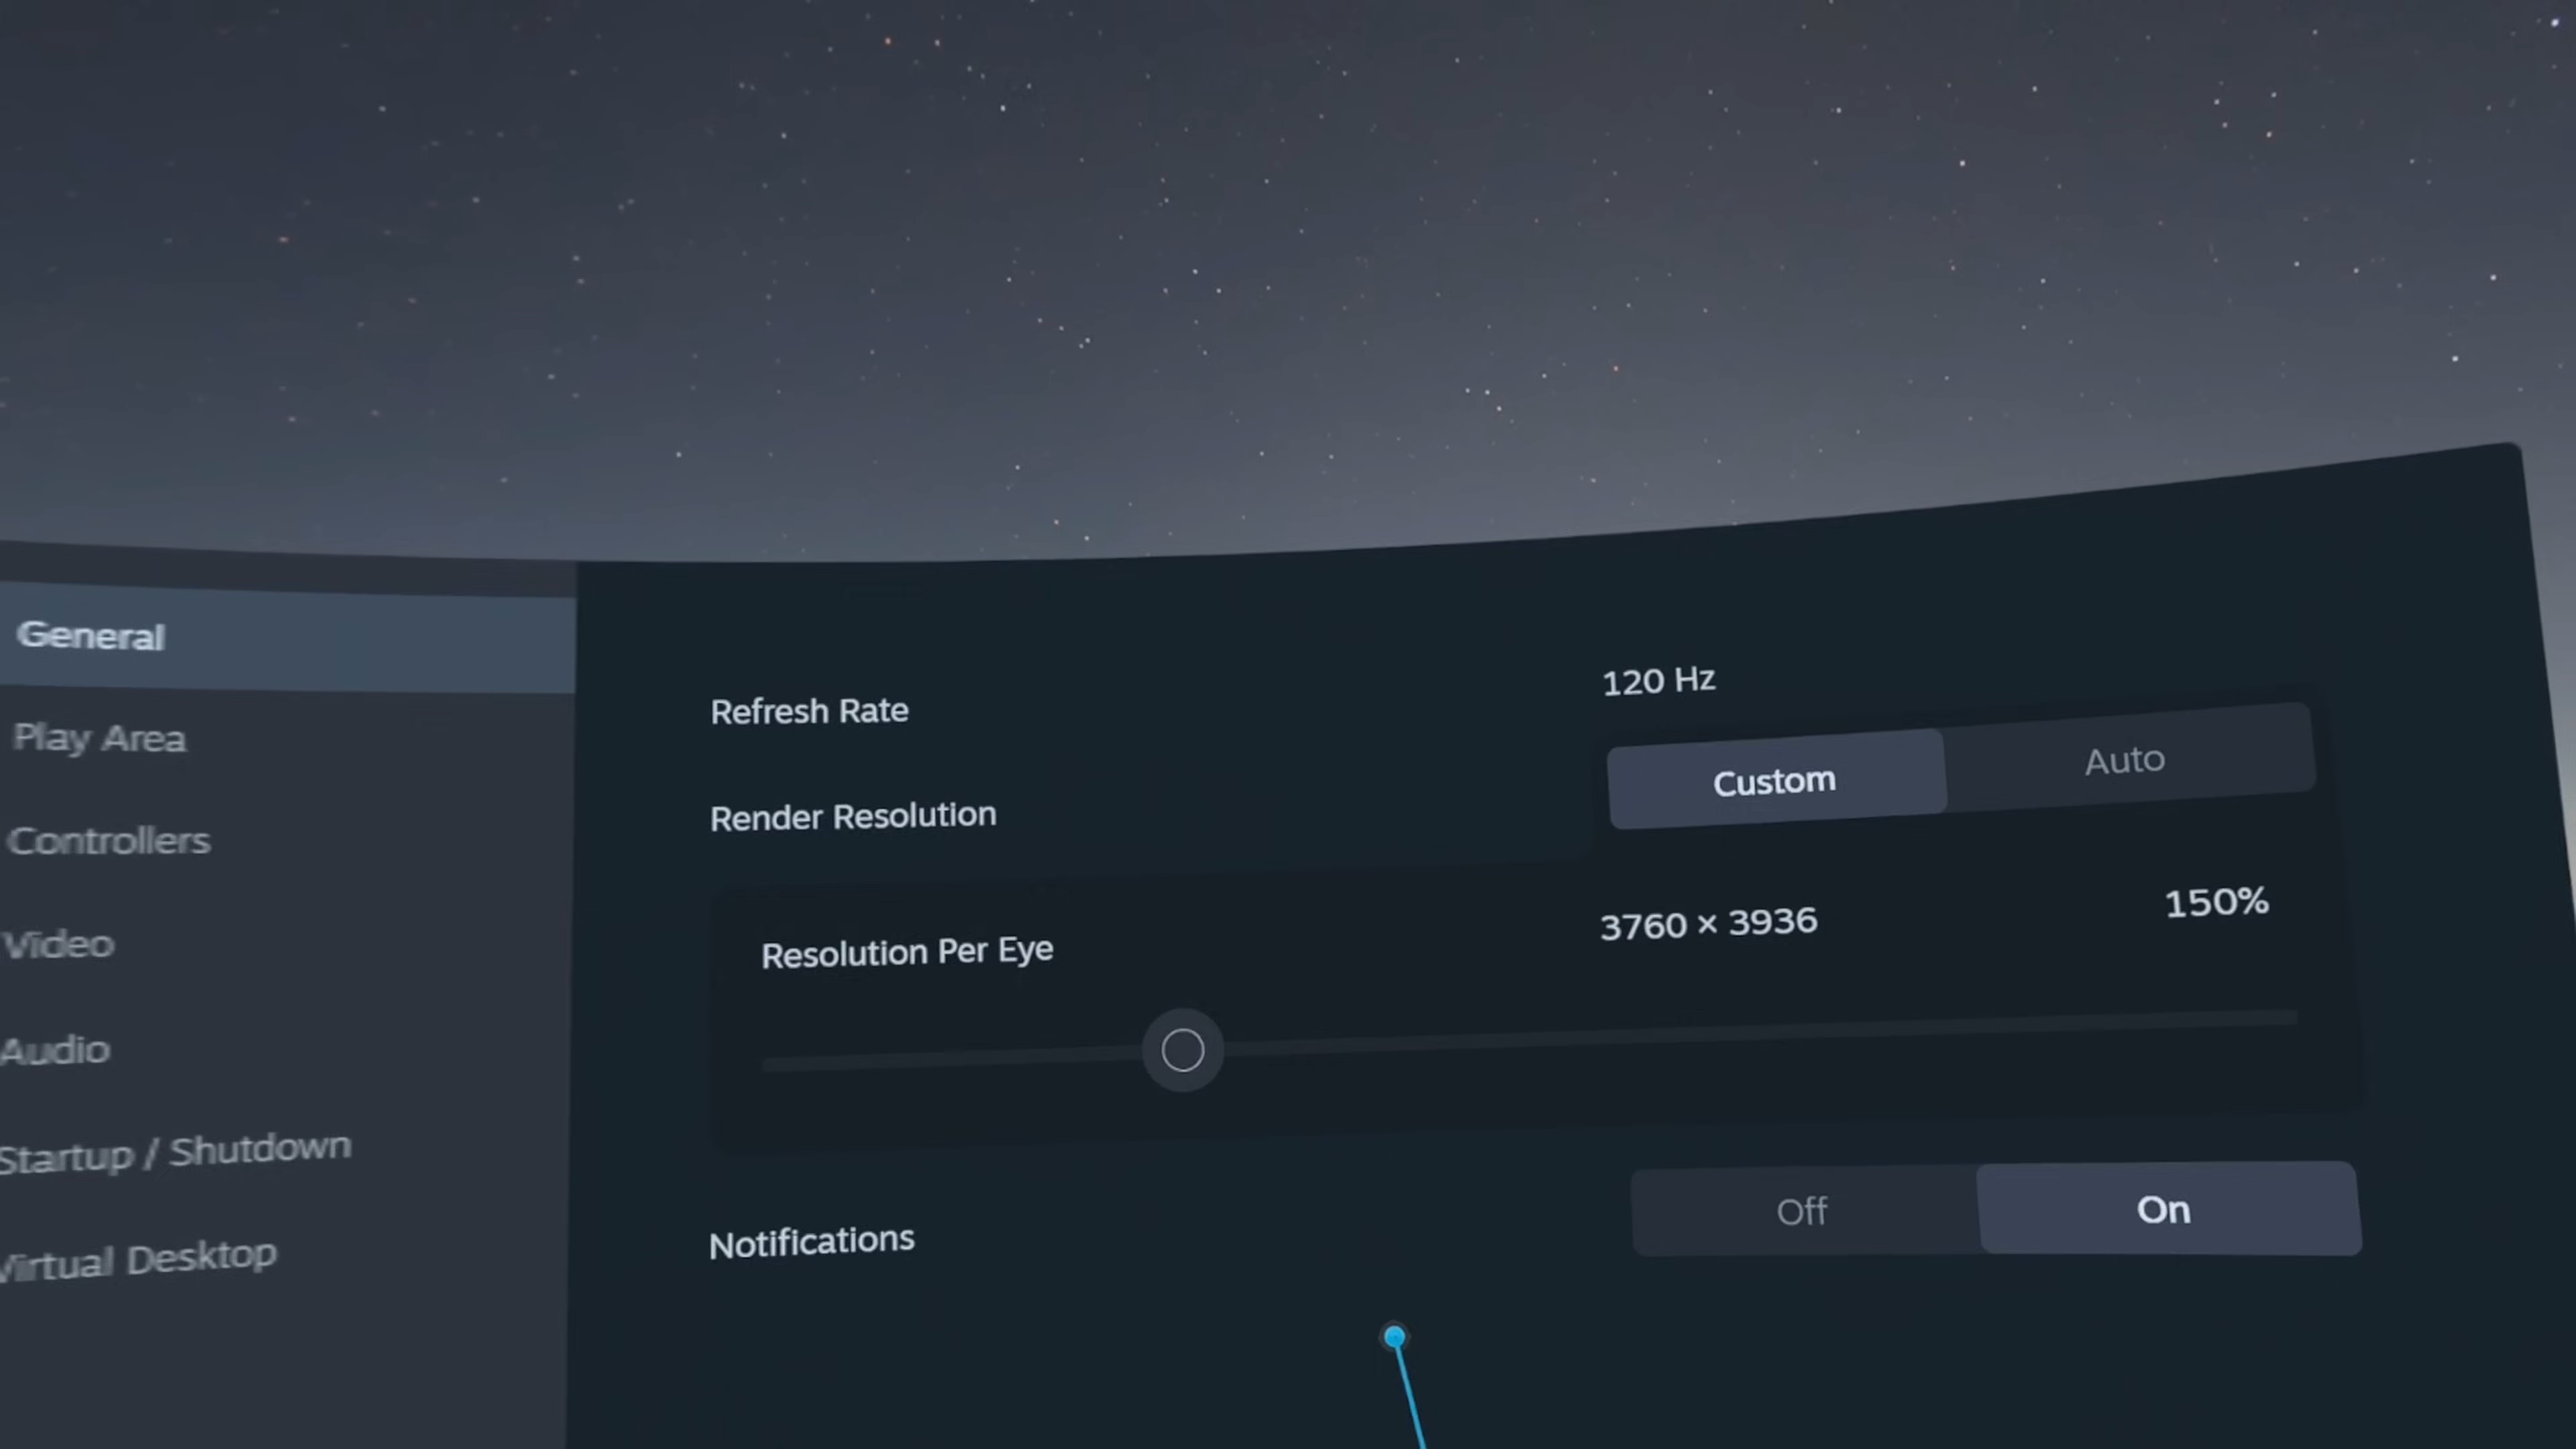 General
Play Area
Controllers
Video
Audio
Startup / Shutdown
Virtual Desktop
Refresh Rate
120 Hz
Render Resolution
Custom Auto
Resolution Per Eye
3760 × 3936
150%
Notifications
Off On